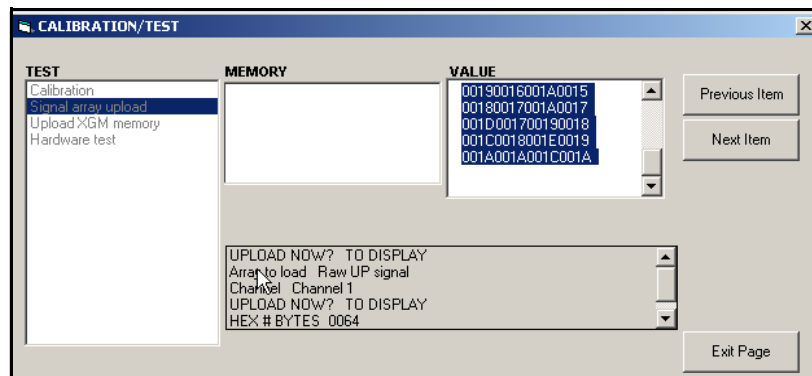 CALIBRATION/TEST
TEST
Calibration
Signal array upload
Upload XGM memory
Hardware test
MEMORY
VALUE
00190016001A0015
00180017001A0017
001D001700190018
001C0018001E0019
001A001A001C001A
Previous Item
Next Item
UPLOAD NOW? TO DISPLAY
Array to load Raw UP signal
Channel Channel 1
UPLOAD NOW? TO DISPLAY
HEX # BYTES 0064
Exit Page